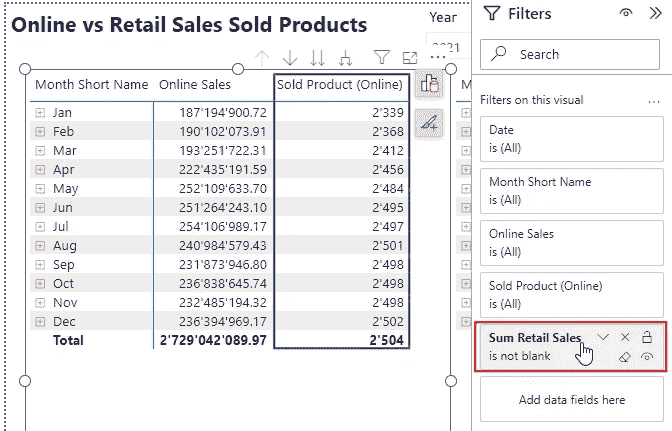 Online vs Retail Sales Sold Products
Year
Month Short Name Online Sales Sold Product (Online)
Jan 187'194'900.72 2'339
Feb 190'102'073.91 2'368
Mar 193'251'722.31 2'412
Apr 222'435'191.59 2'456
May 252'109'633.70 2'484
Jun 251'264'243.10 2'495
Jul 254'106'989.17 2'497
Aug 240'984'579.43 2'501
Sep 231'873'946.80 2'498
Oct 236'838'645.74 2'498
Nov 232'485'194.32 2'498
Dec 236'394'969.17 2'502
Total 2'729'042'089.97 2'504
Filters
Search
Filters on this visual
Date
is (All)
Month Short Name
is (All)
Online Sales
is (All)
Sold Product (Online)
is (All)
Sum Retail Sales
is not blank
Add data fields here